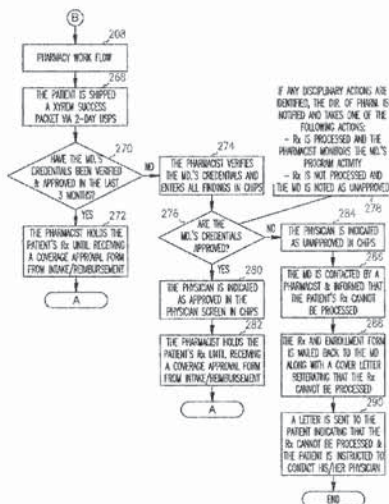 B
208
PHARMACY WORK FLOW
268
THE PATIENT IS SHIPPED
A XYREM SUCCESS
PACKET VIA 2-DAY USPS
270
HAVE THE MD.'S
CREDENTIALS BEEN VERIFIED
& APPROVED IN THE LAST
3 MONTHS?
NO
YES
272
THE PHARMACIST HOLDS THE
PATIENT'S Rx UNTIL RECEIVING
A COVERAGE APPROVAL FORM
FROM INTAKE/REIMBURSEMENT
A
274
THE PHARMACIST VERIFIES
THE MD.'S CREDENTIALS AND
ENTERS ALL FINDINGS IN CHIPS
276
ARE THE
MD.'S CREDENTIALS
APPROVED?
NO
YES
280
THE PHYSICIAN IS INDICATED
AS APPROVED IN THE
PHYSICIAN SCREEN IN CHIPS
282
THE PHARMACIST HOLDS THE
PATIENT'S Rx UNTIL RECEIVING
A COVERAGE APPROVAL FORM
FROM INTAKE/REIMBURSEMENT
A
IF ANY DISCIPLINARY ACTIONS ARE
IDENTIFIED, THE DIR. OF PHARM. IS
NOTIFIED AND TAKES ONE OF THE
FOLLOWING ACTIONS:
- Rx IS PROCESSED AND THE
PHARMACIST MONITORS THE MD.'S
PROGRAM ACTIVITY
- Rx IS NOT PROCESSED AND
THE MD IS NOTED AS UNAPPROVED
278
284
THE PHYSICAN IS INDICATED
AS UNAPPROVED IN CHIPS
THE MD IS CONTACTED BY A
PHARMACIST & INFORMED THAT
THE PATIENT'S Rx CANNOT
BE PROCESSED
THE Rx AND ENROLLMENT FORM
IS MAILED BACK TO THE MD
ALONG WITH A COVER LETTER
REITERATING THAT THE Rx
CANNOT BE PROCESSED
290
A LETTER IS SENT TO THE
PATIENT INDICATING THAT THE
Rx CANNOT BE PROCESSED &
THE PATIENT IS INSTRUCTED TO
CONTACT HIS/HER PHYSICIAN
END